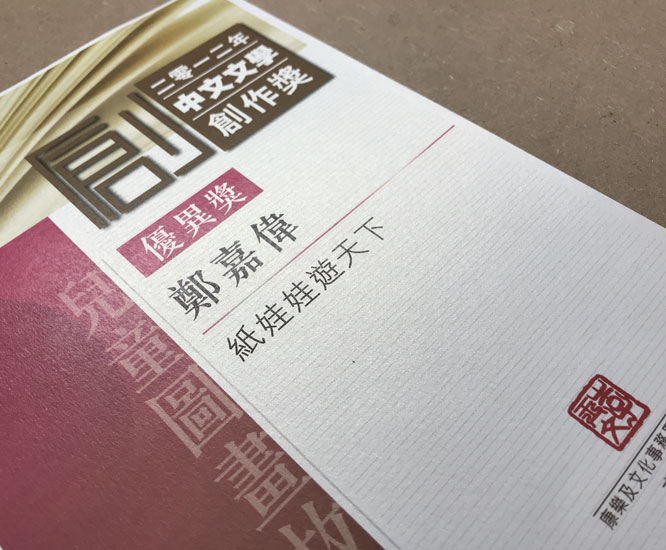 二零一二年
中文文學
創作獎
創
優異獎
鄭嘉偉
紙娃娃遊天下
兒童圖畫故
康樂及文化事務